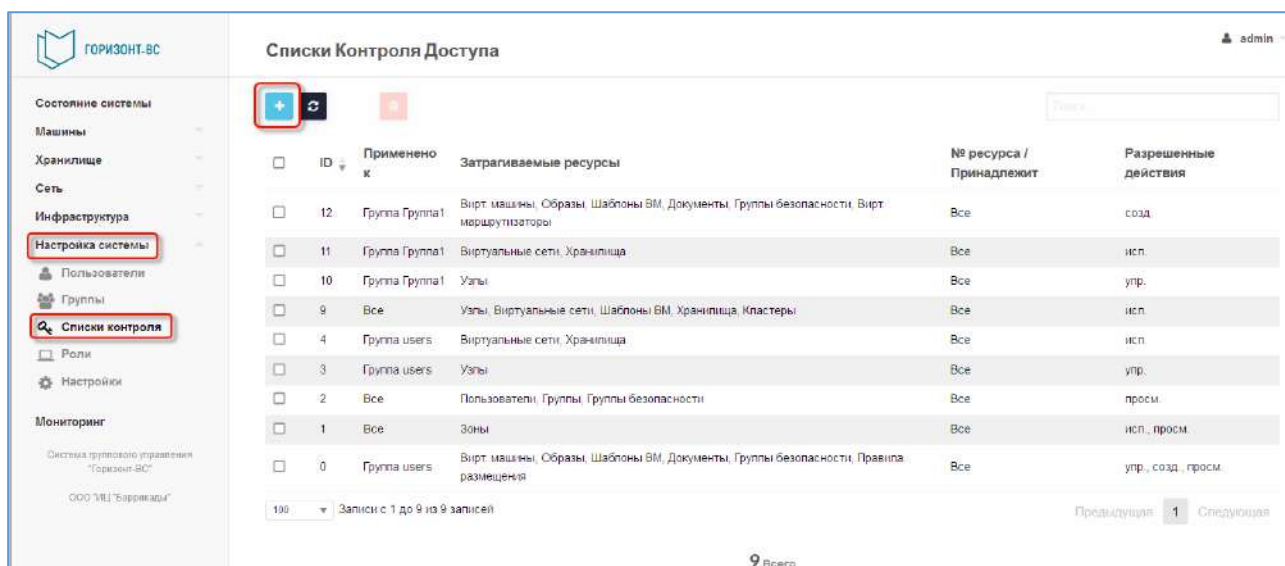 ГОРИЗОНТ-ВС
Списки Контроля Доступа
admin
Состояние системы
Машины
Хранилище
Сеть
Инфраструктура
Настройка системы
Пользователи
Группы
Списки контроля
Роли
Настройки
Мониторинг
Система группового управления
"Горизонт-ВС"
ООО "ИЦ "Баррикады"
Поиск
ID Применено к Затрагиваемые ресурсы № ресурса / Принадлежит Разрешенные действия
12 Группа Группа1 Вирт. машины, Образы, Шаблоны ВМ, Документы, Группы безопасности, Вирт. маршрутизаторы Все созд.
11 Группа Группа1 Виртуальные сети, Хранилища Все исп.
10 Группа Группа1 Узлы Все упр.
9 Все Узлы, Виртуальные сети, Шаблоны ВМ, Хранилища, Кластеры Все исп.
4 Группа users Виртуальные сети, Хранилища Все исп.
3 Группа users Узлы Все упр.
2 Все Пользователи, Группы, Группы безопасности Все просм.
1 Все Зоны Все исп., просм.
0 Группа users Вирт. машины, Образы, Шаблоны ВМ, Документы, Группы безопасности, Правила размещения Все упр., созд., просм.
100 Записи с 1 до 9 из 9 записей
Предыдущая 1 Следующая
9 Всего